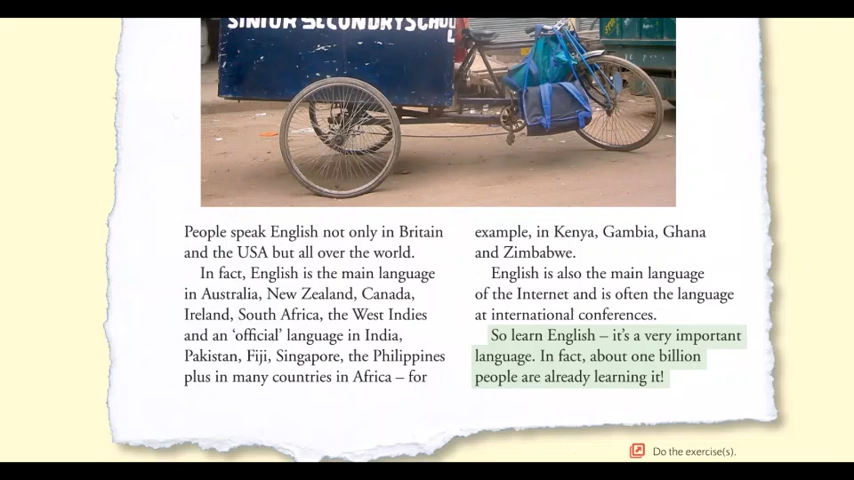 People speak English not only in Britain
and the USA but all over the world.
In fact, English is the main language
in Australia, New Zealand, Canada,
Ireland, South Africa, the West Indies
and an ‘official’ language in India,
Pakistan, Fiji, Singapore, the Philippines
plus in many countries in Africa – for
example, in Kenya, Gambia, Ghana
and Zimbabwe.
English is also the main language
of the Internet and is often the language
at international conferences.
So learn English – it’s a very important
language. In fact, about one billion
people are already learning it!
Do the exercise(s).